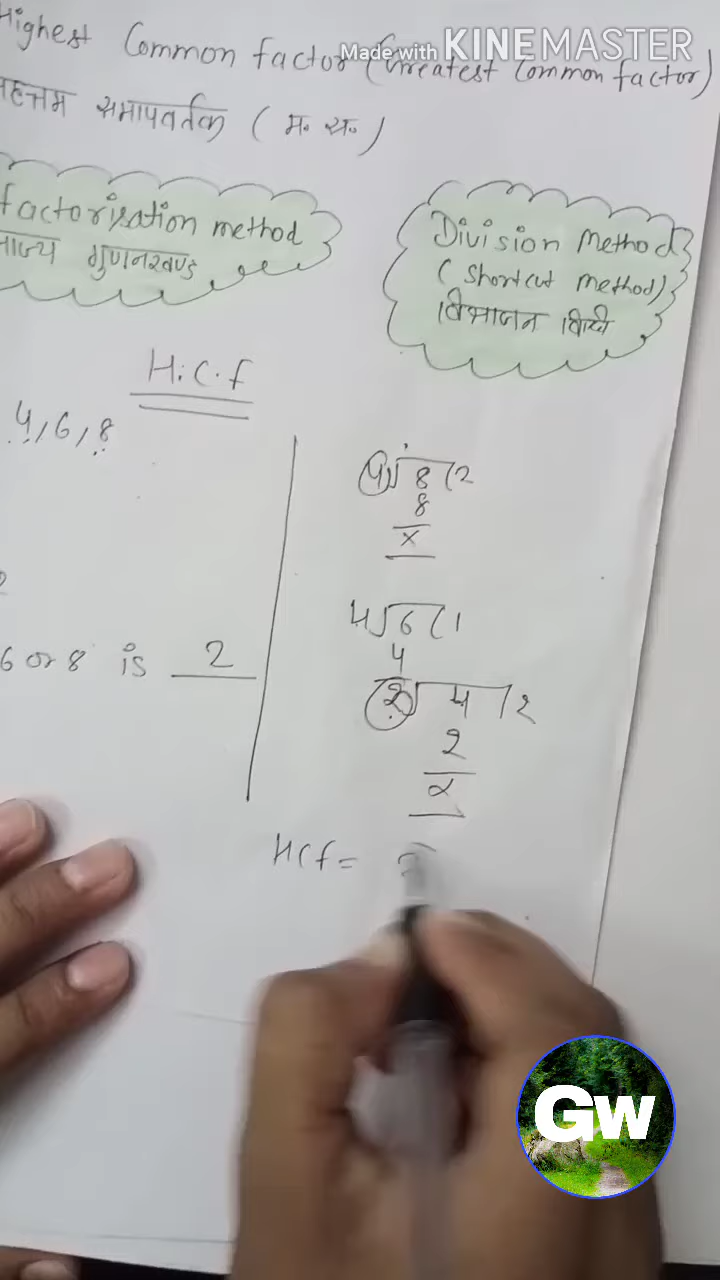 Highest Common factor (Greatest Common factor)
Made with KINEMASTER
महत्तम समापवर्तक ( म॰ स॰ )
factorisation method
भाज्य गुणनखण्ड
Division Method
(Shortcut method)
विभाजन विधी
H.C.f
4, 6, 8
4) 8 (2
8
x
4) 6 (1
4
2) 4 (2
2
x
6 or 8 is 2
HCf =
GW